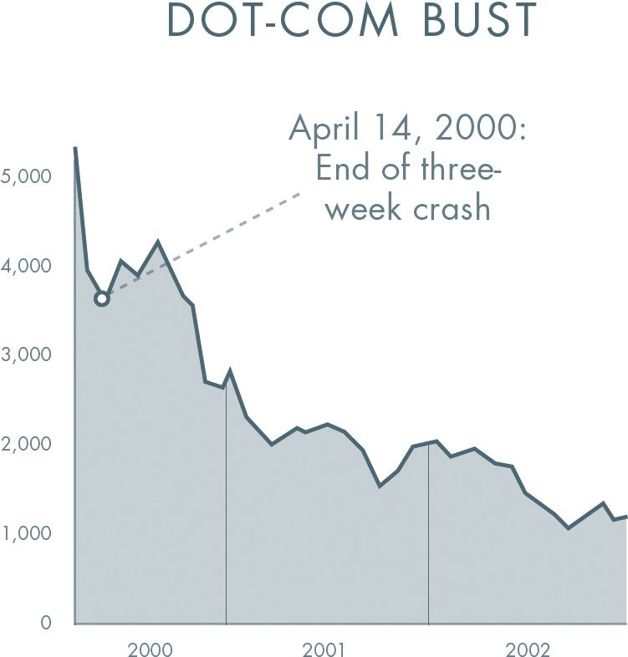 DOT-COM BUST
April 14, 2000:
End of three-
week crash
5,000
4,000
3,000
2,000
1,000
0
2000
2001
2002